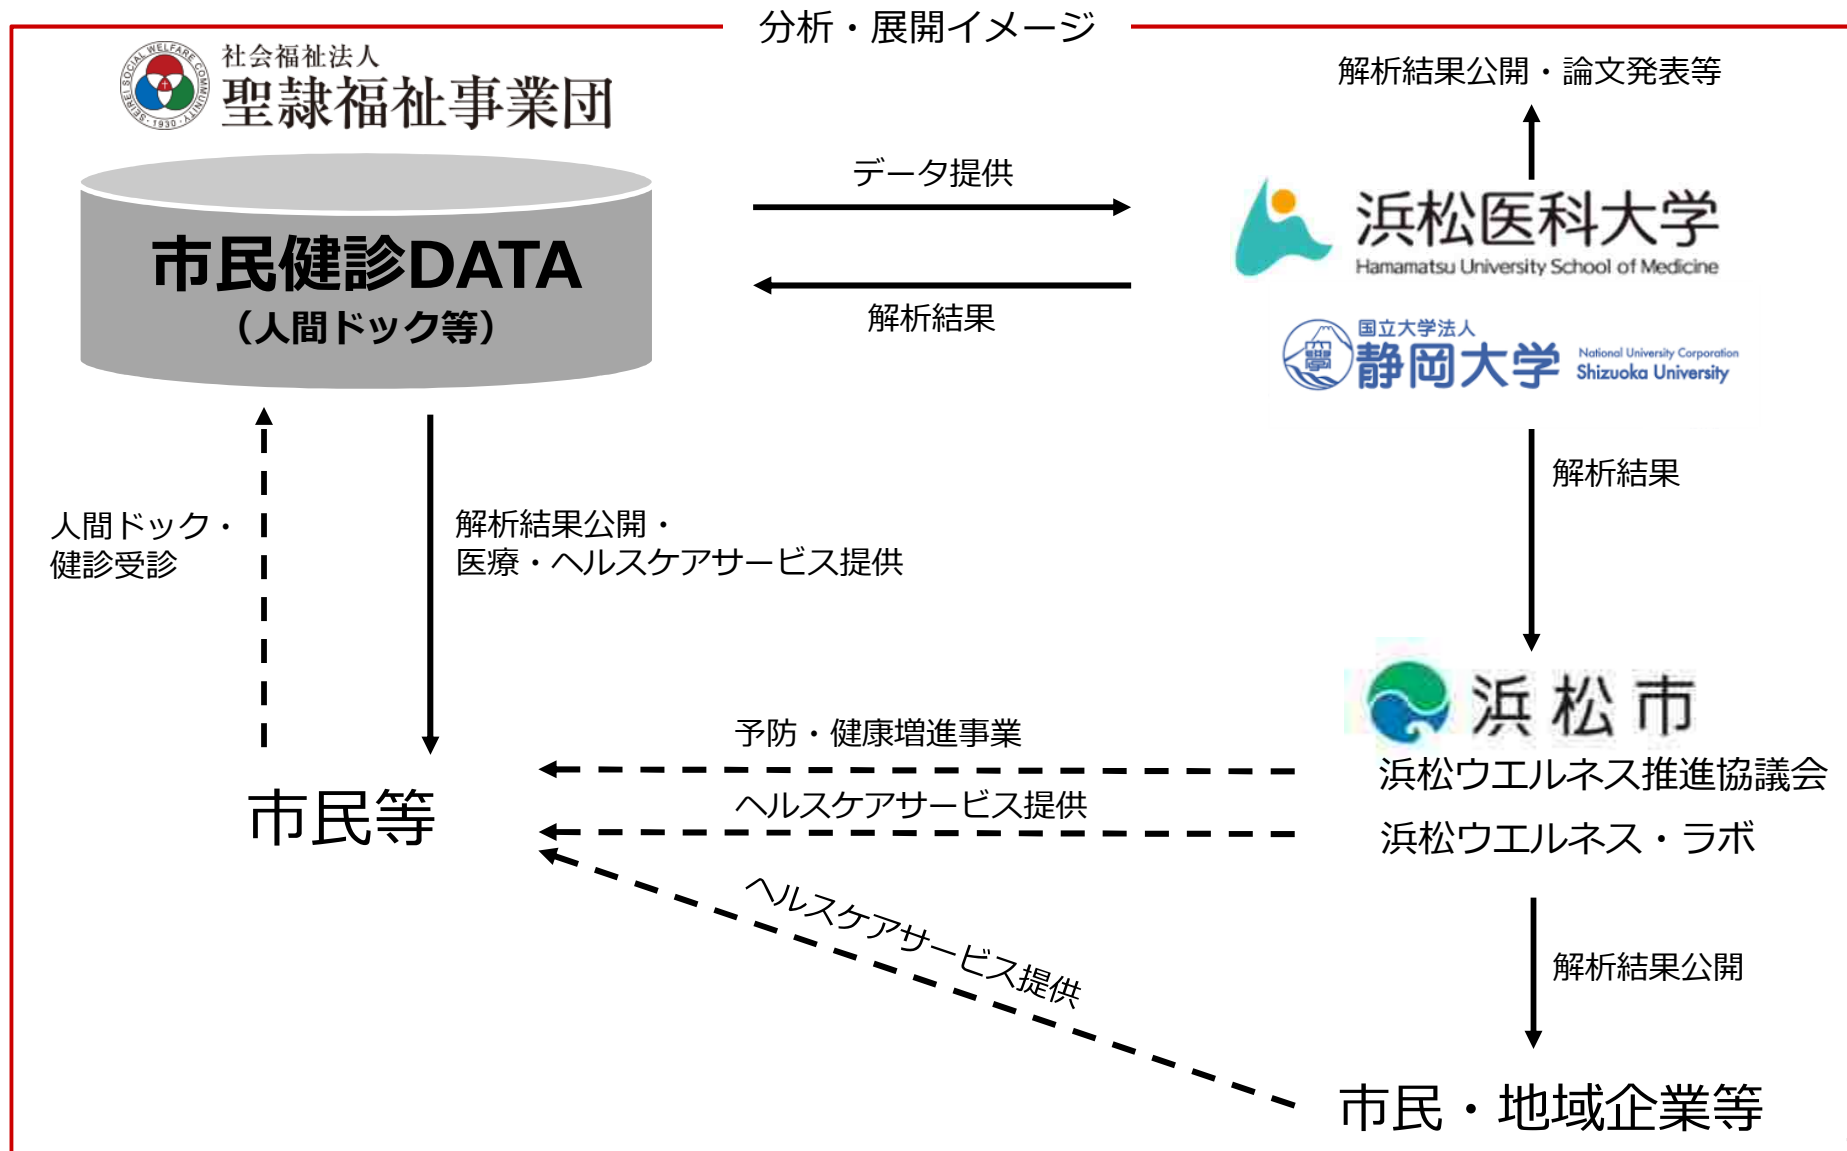 分析・展開イメージ
社会福祉法人
聖隷福祉事業団
SEIREI SOCIAL WELFARE COMMUNITY
・1930・
市民健診DATA
（人間ドック等）
データ提供
解析結果
解析結果公開・論文発表等
浜松医科大学
Hamamatsu University School of Medicine
国立大学法人
静岡大学
National University Corporation
Shizuoka University
人間ドック・
健診受診
解析結果公開・
医療・ヘルスケアサービス提供
解析結果
浜松市
浜松ウエルネス推進協議会
浜松ウエルネス・ラボ
予防・健康増進事業
ヘルスケアサービス提供
市民等
ヘルスケアサービス提供
解析結果公開
市民・地域企業等